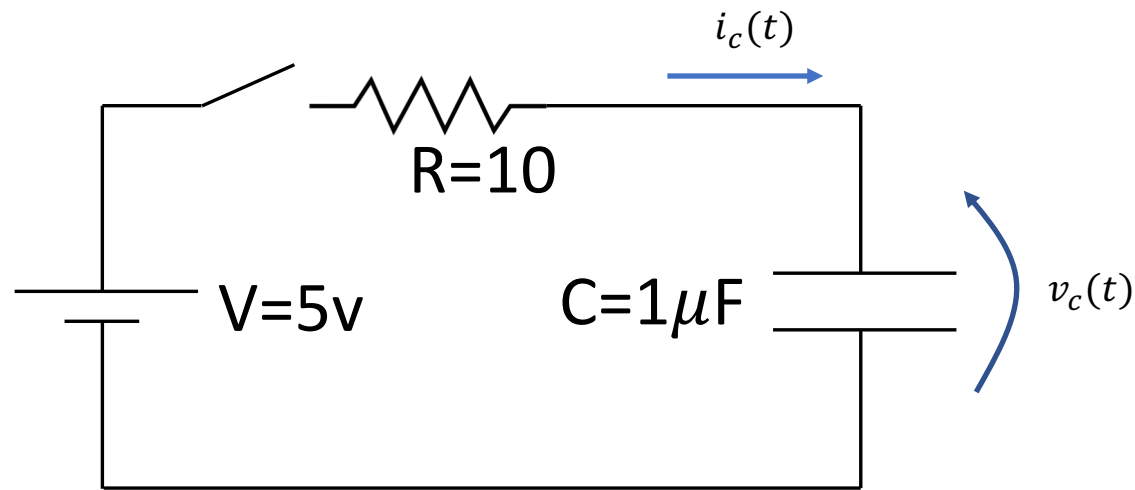 i_c(t)
R=10
V=5v
C=1μF
v_c(t)